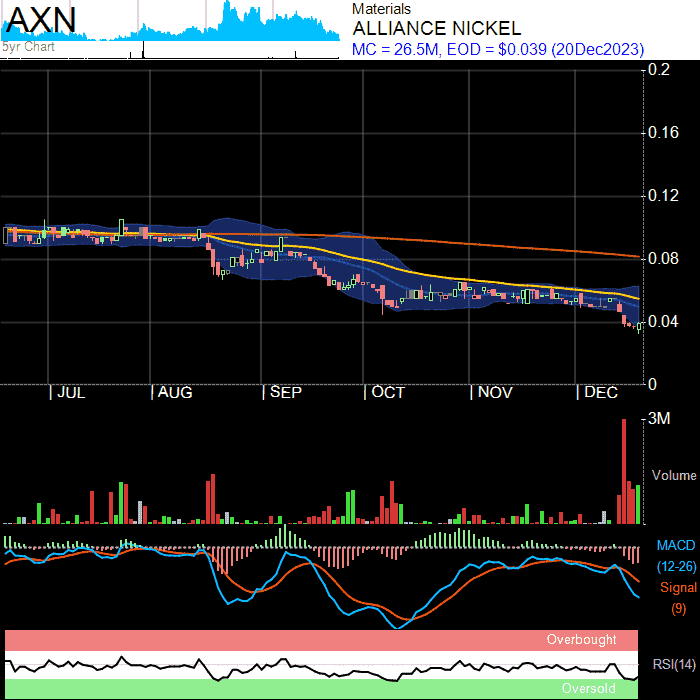 AXN
5yr Chart
Materials
ALLIANCE NICKEL
MC = 26.5M, EOD = $0.039 (20Dec2023)
0.2
0.16
0.12
0.08
0.04
0
| JUL | AUG | SEP | OCT | NOV | DEC
3M
Volume
MACD
(12-26)
Signal
(9)
Overbought
RSI(14)
Oversold